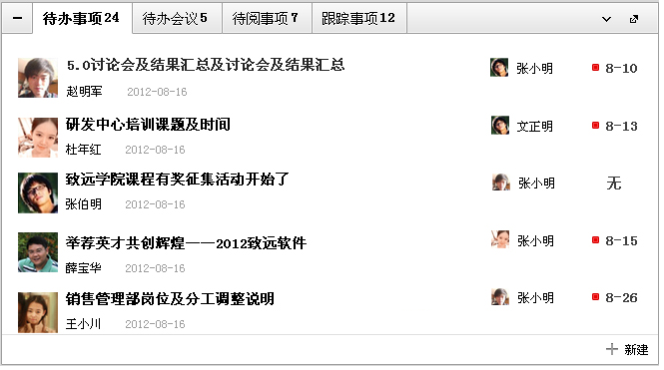 待办事项24 待办会议5 待阅事项7 跟踪事项12
5.0讨论会及结果汇总及讨论会及结果汇总 张小明 8-10
赵明军 2012-08-16
研发中心培训课题及时间 文正明 8-13
杜年红 2012-08-16
致远学院课程有奖征集活动开始了 张小明 无
张伯明 2012-08-16
举荐英才共创辉煌——2012致远软件 张小明 8-15
薛宝华 2012-08-16
销售管理部岗位及分工调整说明 张小明 8-26
王小川 2012-08-16
新建